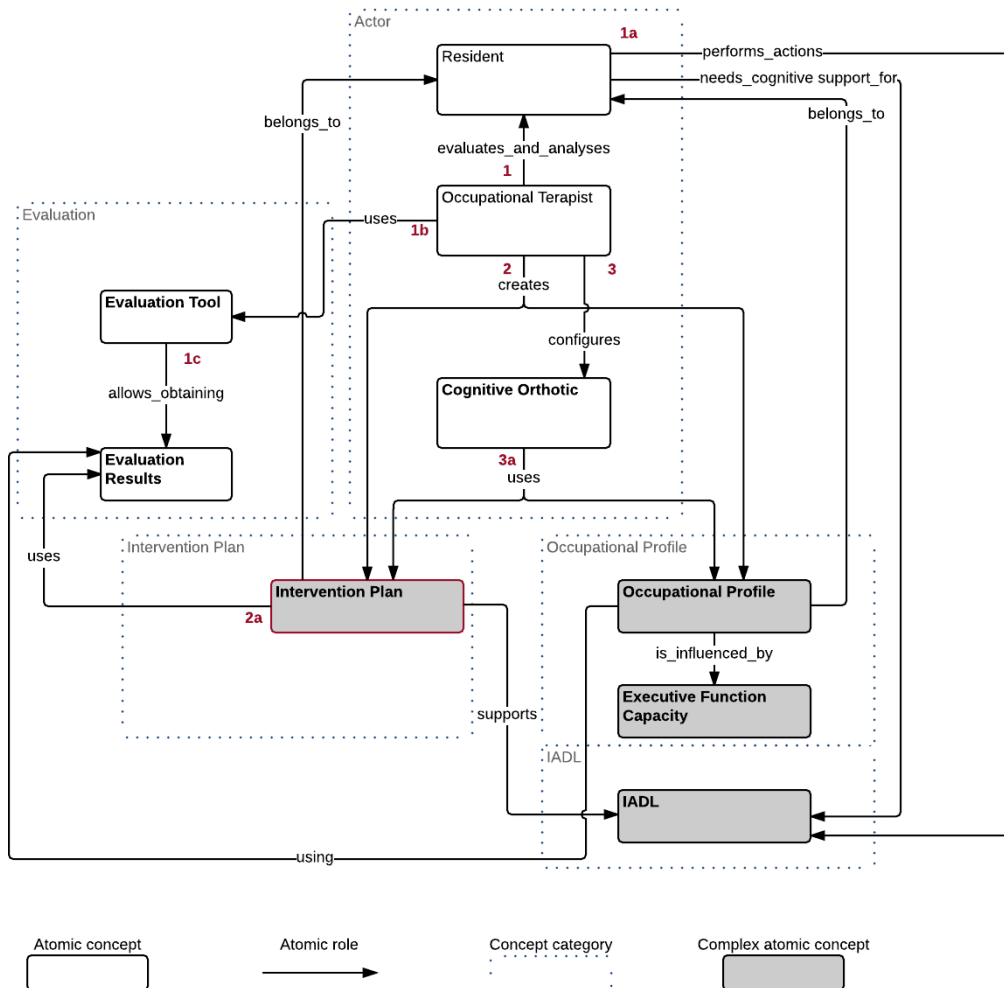 Actor
1a
Resident
performs_actions
needs_cognitive support_for
belongs_to
belongs_to
evaluates_and_analyses
1
Occupational Terapist
Evaluation
uses
1b
2
3
creates
Evaluation Tool
configures
1c
allows_obtaining
Cognitive Orthotic
3a
uses
Evaluation
Results
uses
Intervention Plan
Occupational Profile
Intervention Plan
2a
Occupational Profile
is_influenced_by
Executive Function
Capacity
supports
IADL
IADL
using
Atomic concept
Atomic role
Concept category
Complex atomic concept